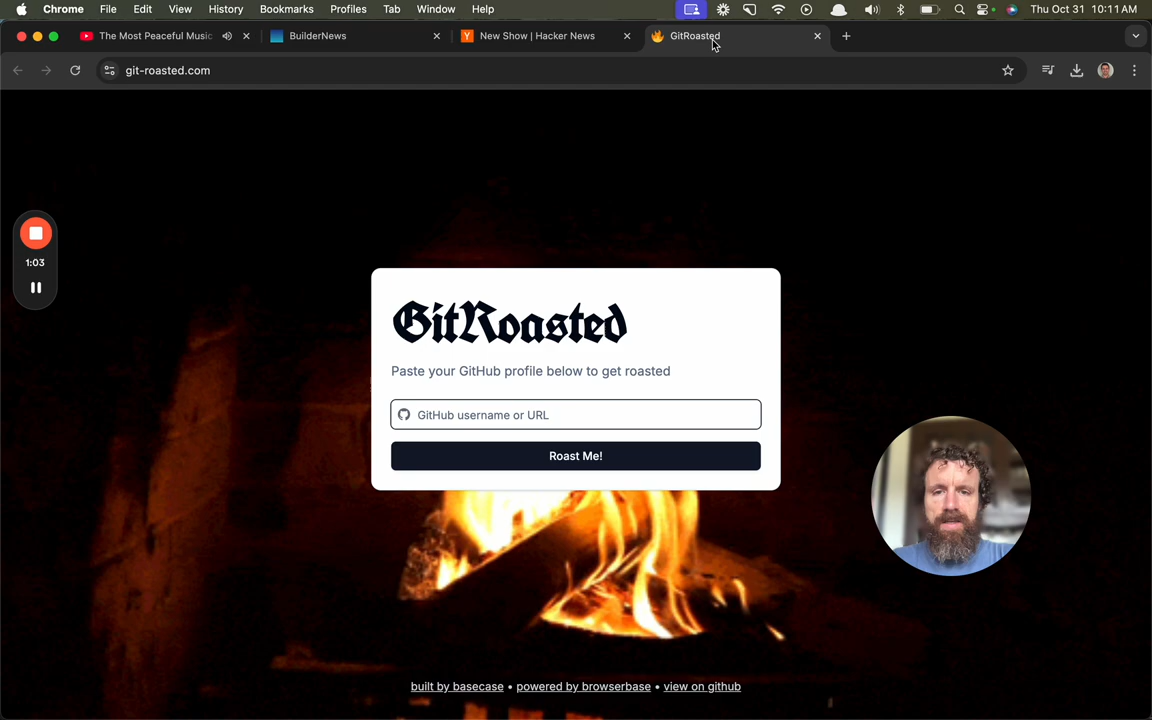 Chrome File Edit View History Bookmarks Profiles Tab Window Help Thu Oct 31 10:11 AM
The Most Peaceful Music BuilderNews New Show | Hacker News GitRoasted
git-roasted.com
1:03
GitRoasted
Paste your GitHub profile below to get roasted
GitHub username or URL
Roast Me!
built by basecase • powered by browserbase • view on github